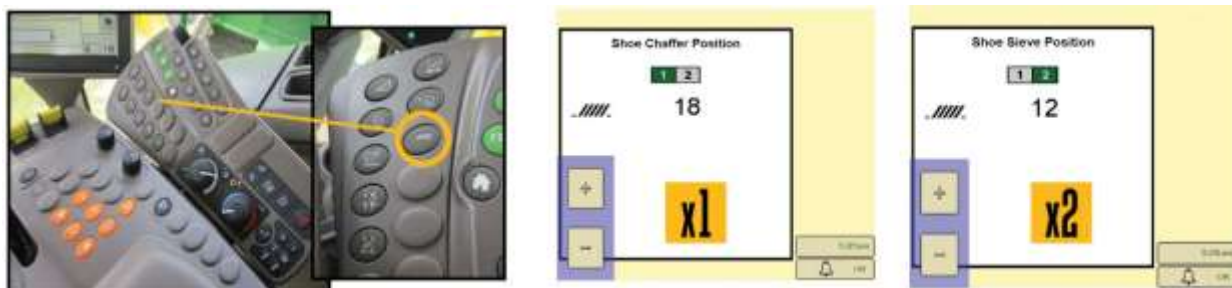 Shoe Chaffer Position
1 2
18
x1
Shoe Sieve Position
1 2
12
x2